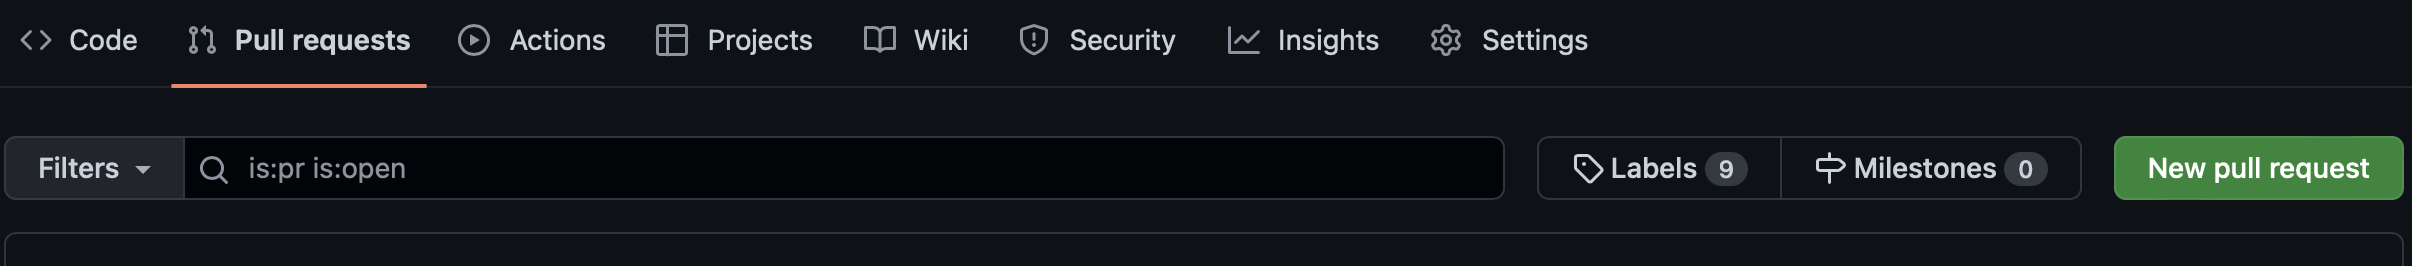 Code Pull requests Actions Projects Wiki Security Insights Settings
Filters is:pr is:open Labels 9 Milestones 0 New pull request